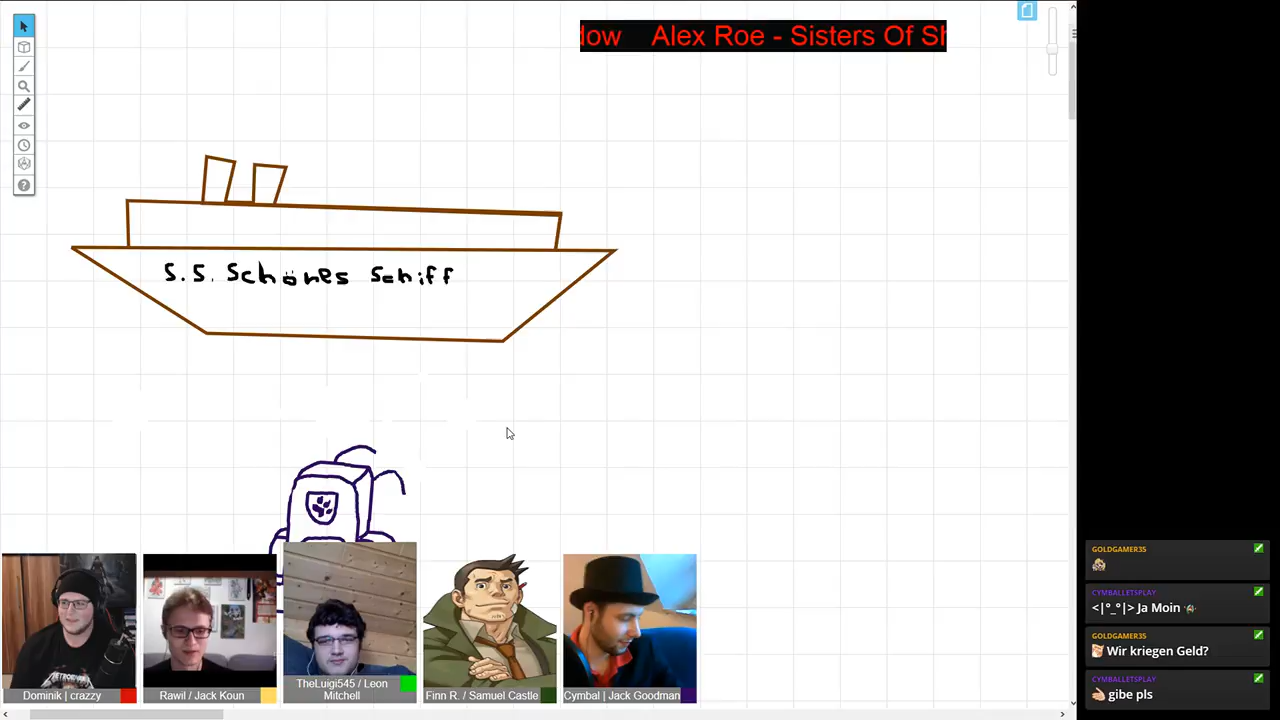 dow Alex Roe - Sisters Of Sh
S.S. Schönes Schiff
Dominik | crazzy
Rawil / Jack Koun
TheLuigi545 / Leon
Mitchell
Finn R. / Samuel Castle
Cymbal | Jack Goodman
GOLDGAMER35
CYMBALLETSPLAY
<|°_°|> Ja Moin
GOLDGAMER35
Wir kriegen Geld?
CYMBALLETSPLAY
gibe pls